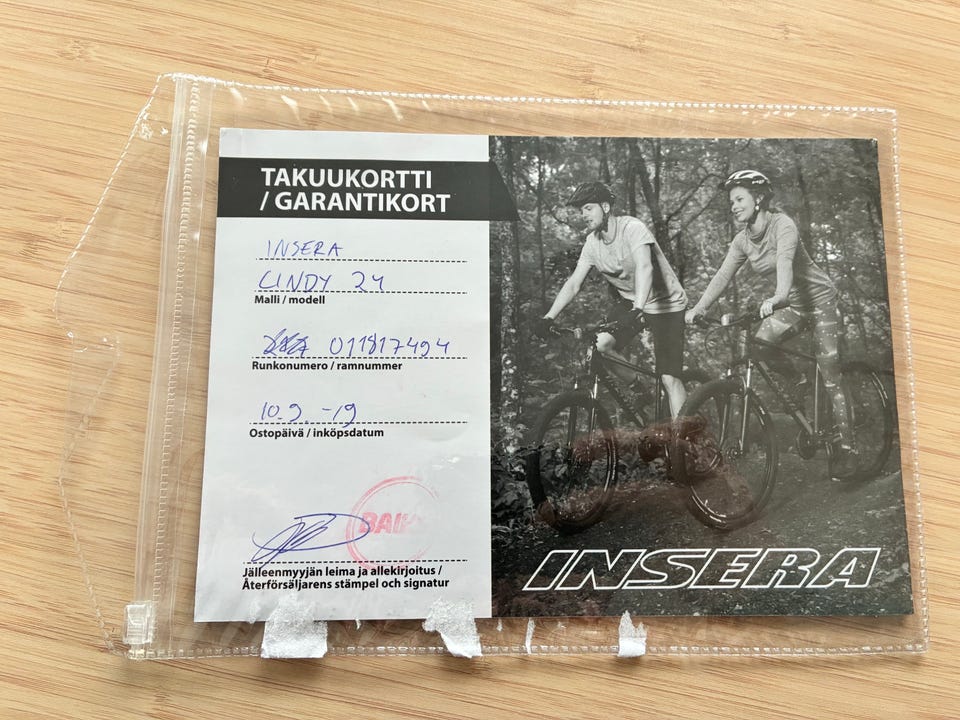 TAKUUKORTTI
/ GARANTIKORT
INSERA
CINDY 24
Malli / modell
011817494
Runkonumero / ramnummer
10.9. -19
Ostopäivä / inköpsdatum
Jälleenmyyjän leima ja allekirjoitus /
Återförsäljarens stämpel och signatur
INSERA